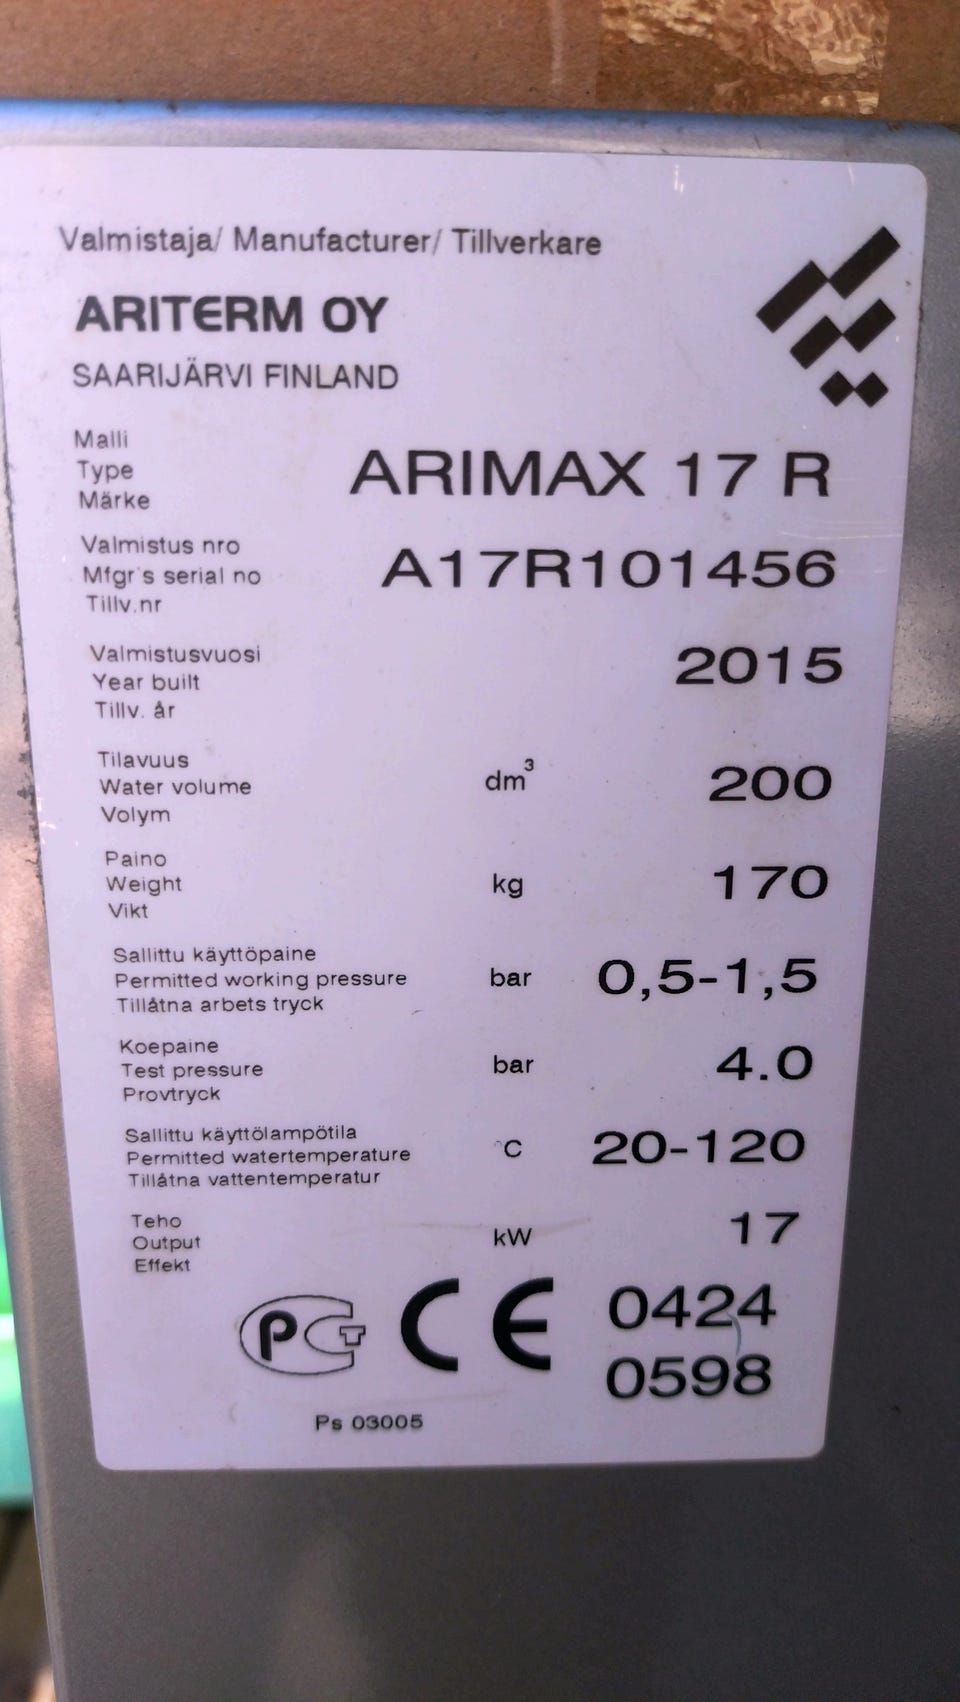 Valmistaja/ Manufacturer/ Tillverkare
ARITERM OY
SAARIJÄRVI FINLAND
Malli
Type
Märke
ARIMAX 17 R
Valmistus nro
Mfgr's serial no
Tillv.nr
A17R101456
Valmistusvuosi
Year built
Tillv. år
2015
Tilavuus
Water volume
Volym
dm³ 200
Paino
Weight
Vikt
kg 170
Sallittu käyttöpaine
Permitted working pressure
Tillåtna arbets tryck
bar 0,5-1,5
Koepaine
Test pressure
Provtryck
bar 4.0
Sallittu käyttölampötila
Permitted watertemperature
Tillåtna vattentemperatur
°C 20-120
Teho
Output
Effekt
kW 17
PCT CE 0424
0598
Ps 03005